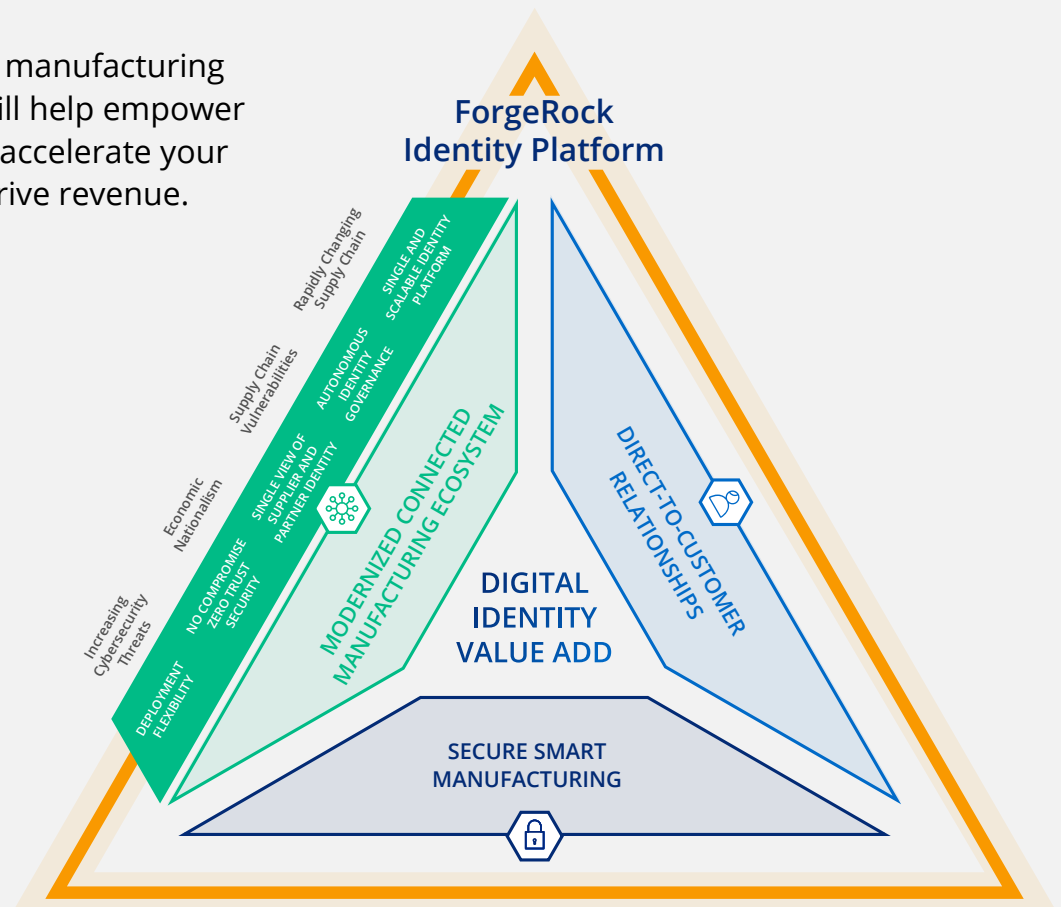 manufacturing
ill help empower
accelerate your
rive revenue.
ForgeRock
Identity Platform
Rapidly Changing
Supply Chain
Supply Chain
Vulnerabilities
Economic
Nationalism
Increasing
Cybersecurity
Threats
SINGLE AND
SCALABLE IDENTITY
PLATFORM
AUTONOMOUS
IDENTITY
GOVERNANCE
SINGLE VIEW OF
SUPPLIER AND
PARTNER IDENTITY
NO COMPROMISE
ZERO TRUST
SECURITY
DEPLOYMENT
FLEXIBILITY
MODERNIZED CONNECTED
MANUFACTURING ECOSYSTEM
DIRECT-TO-CUSTOMER
RELATIONSHIPS
DIGITAL
IDENTITY
VALUE ADD
SECURE SMART
MANUFACTURING